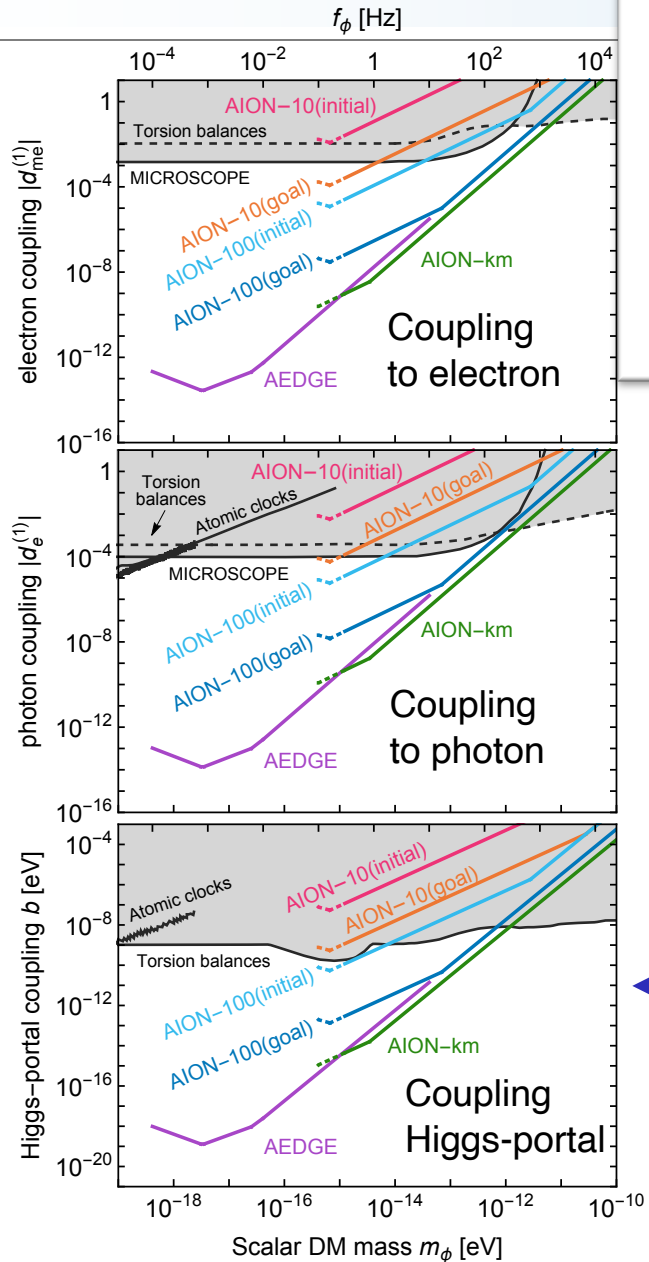 f_ϕ [Hz]
10⁻⁴ 10⁻² 1 10² 10⁴
electron coupling |d_me^(1)|
1
10⁻⁴
10⁻⁸
10⁻¹²
10⁻¹⁶
AION−10(initial)
Torsion balances
MICROSCOPE
AION−10(goal)
AION−100(initial)
AION−100(goal)
AION−km
AEDGE
Coupling
to electron
photon coupling |d_e^(1)|
1
10⁻⁴
10⁻⁸
10⁻¹²
10⁻¹⁶
Torsion
balances
Atomic clocks
AION−10(initial)
AION−10(goal)
MICROSCOPE
AION−100(initial)
AION−100(goal)
AION−km
AEDGE
Coupling
to photon
Higgs−portal coupling b [eV]
10⁻⁴
10⁻⁸
10⁻¹²
10⁻¹⁶
10⁻²⁰
Atomic clocks
AION−10(initial)
AION−10(goal)
Torsion balances
AION−100(initial)
AION−100(goal)
AION−km
AEDGE
Coupling
Higgs-portal
10⁻¹⁸ 10⁻¹⁶ 10⁻¹⁴ 10⁻¹² 10⁻¹⁰
Scalar DM mass m_ϕ [eV]